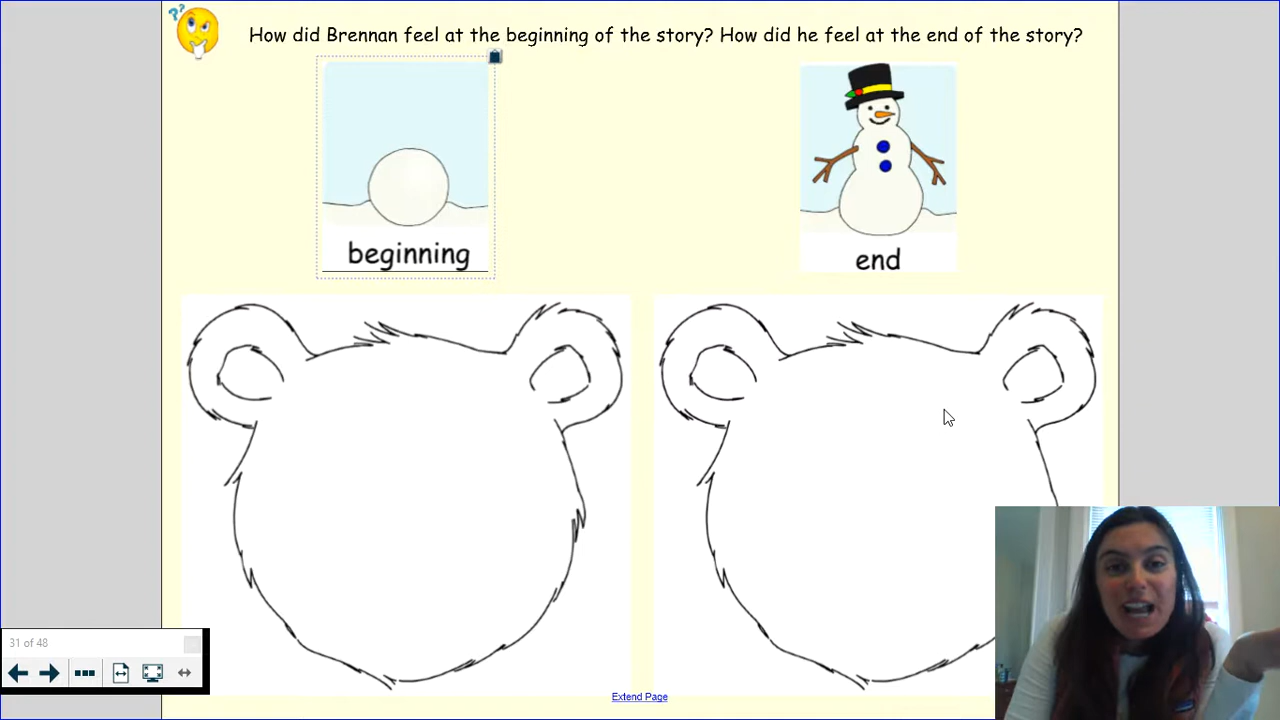 ??
How did Brennan feel at the beginning of the story? How did he feel at the end of the story?
beginning
end
31 of 48
Extend Page